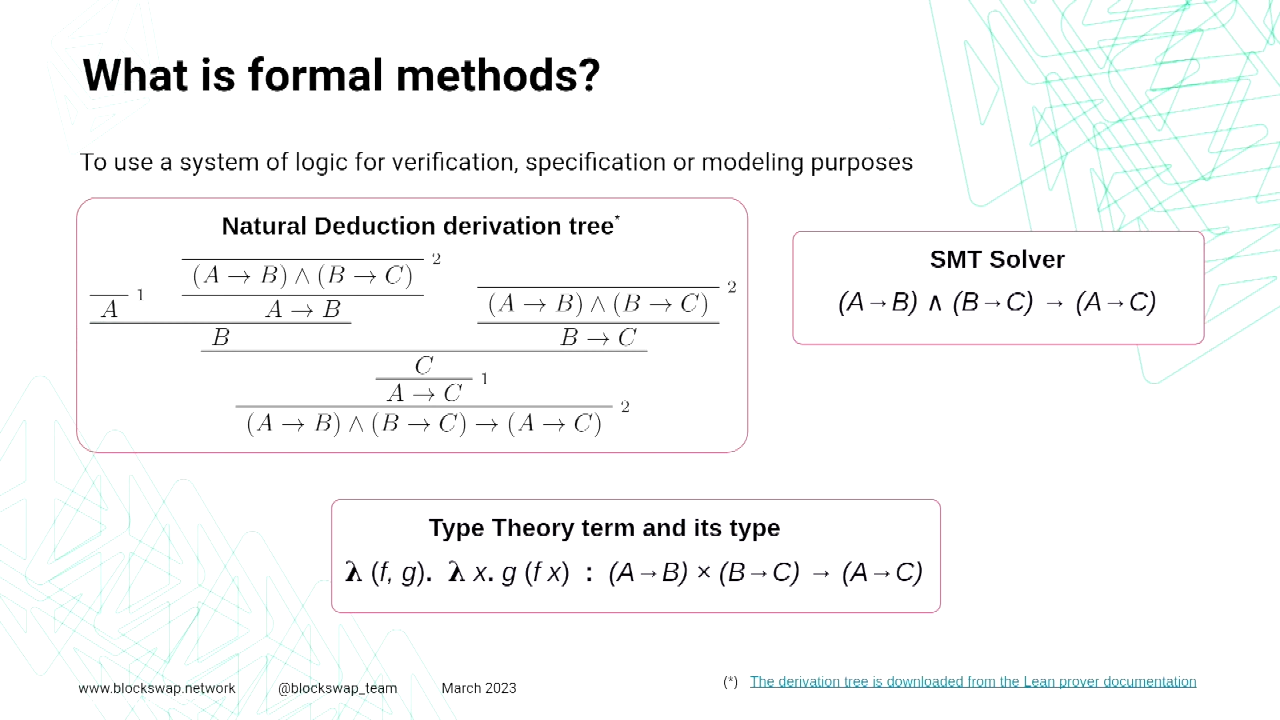 What is formal methods?
To use a system of logic for verification, specification or modeling purposes
Natural Deduction derivation tree*
(A → B) ∧ (B → C) 2
A 1
A → B
(A → B) ∧ (B → C) 2
B
B → C
C
A → C 1
(A → B) ∧ (B → C) → (A → C) 2
SMT Solver
(A→B) ∧ (B→C) → (A→C)
Type Theory term and its type
λ (f, g). λ x. g (f x) : (A→B) × (B→C) → (A→C)
www.blockswap.network @blockswap_team March 2023
(*) The derivation tree is downloaded from the Lean prover documentation